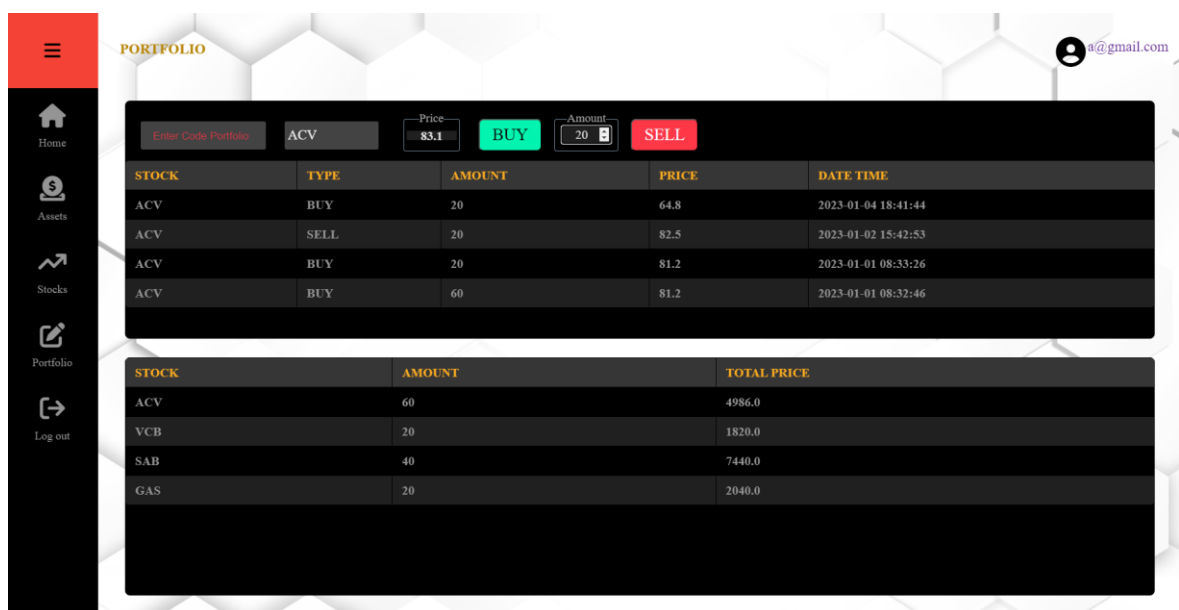 PORTFOLIO
a@gmail.com
Home
Assets
Stocks
Portfolio
Log out
Enter Code Portfolio
ACV
Price
83.1
BUY
Amount
20
SELL
STOCK TYPE AMOUNT PRICE DATE TIME
ACV BUY 20 64.8 2023-01-04 18:41:44
ACV SELL 20 82.5 2023-01-02 15:42:53
ACV BUY 20 81.2 2023-01-01 08:33:26
ACV BUY 60 81.2 2023-01-01 08:32:46
STOCK AMOUNT TOTAL PRICE
ACV 60 4986.0
VCB 20 1820.0
SAB 40 7440.0
GAS 20 2040.0